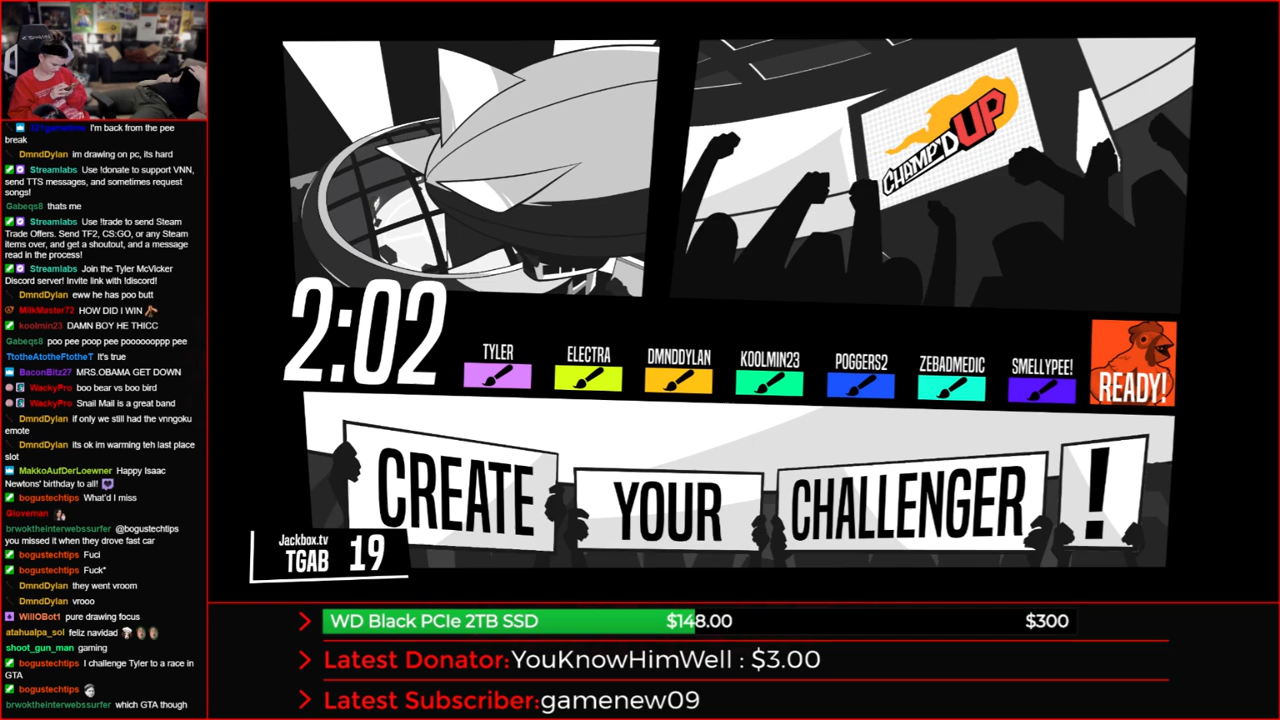 I'm back from the pee
break
DmndDylan im drawing on pc, its hard
Streamlabs Use !donate to support VNN,
send TTS messages, and sometimes request
songs!
Gabeqs8 thats me
Streamlabs Use !trade to send Steam
Trade Offers. Send TF2, CS:GO, or any Steam
items over, and get a shoutout, and a message
read in the process!
Streamlabs Join the Tyler McVicker
Discord server! Invite link with !discord!
DmndDylan eww he has poo butt
MilkMaster72 HOW DID I WIN
koolmin23 DAMN BOY HE THICC
Gabeqs8 poo pee poop pee pooooooppp pee
TtotheAtotheFtotheT It's true
BaconBitz27 MRS.OBAMA GET DOWN
WackyPro boo bear vs boo bird
WackyPro Snail Mail is a great band
DmndDylan if only we still had the vnngoku
emote
DmndDylan its ok im warming teh last place
slot
MakkoAufDerLoewner Happy Isaac
Newtons' birthday to all!
bogustechtips What'd I miss
Gloveman
brwoktheinterwebssurfer @bogustechtips
you missed it when they drove fast car
bogustechtips Fuci
bogustechtips Fuck*
DmndDylan they went vroom
DmndDylan vrooo
WillOBot1 pure drawing focus
atahualpa_sol feliz navidad
shoot_gun_man gaming
bogustechtips I challenge Tyler to a race in
GTA
bogustechtips
brwoktheinterwebssurfer which GTA though
CHAMP'D UP
2:02
TYLER
ELECTRA
DMNDDYLAN
KOOLMIN23
POGGERS2
ZEBADMEDIC
SMELLYPEE!
READY!
CREATE YOUR CHALLENGER !
Jackbox.tv
TGAB 19
WD Black PCIe 2TB SSD $148.00 $300
Latest Donator:YouKnowHimWell : $3.00
Latest Subscriber:gamenew09